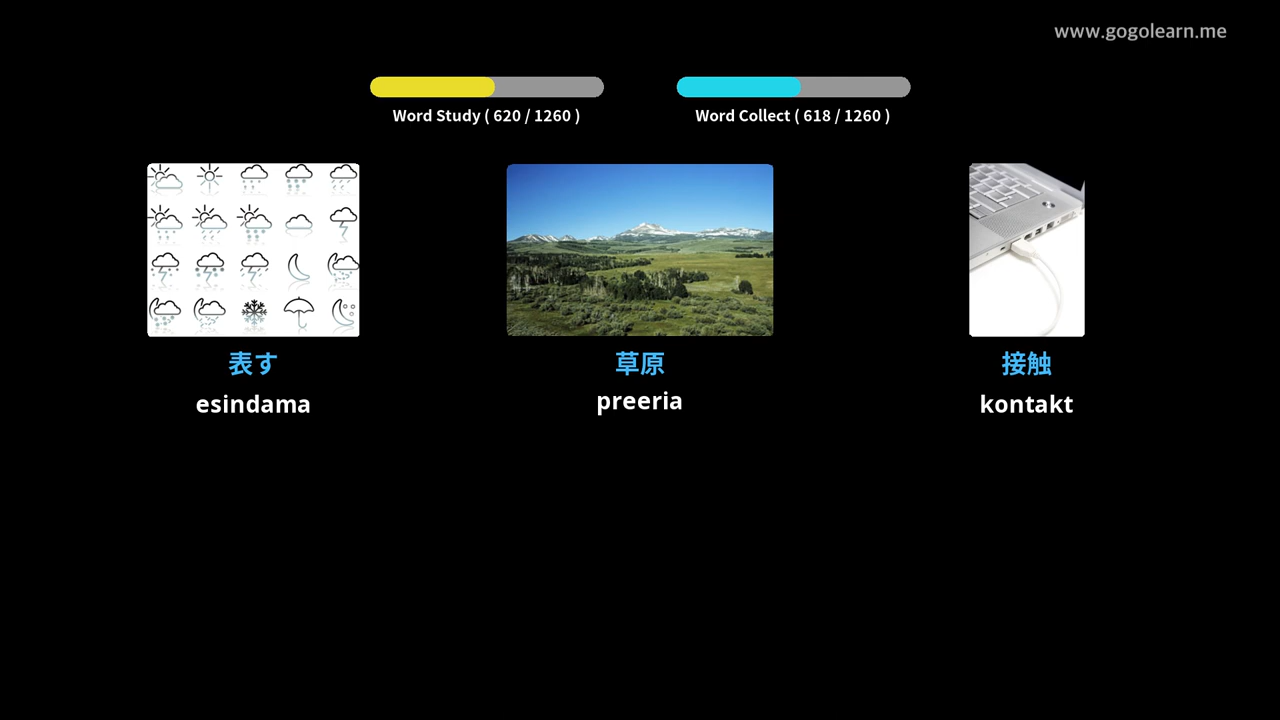 www.gogolearn.me
Word Study ( 620 / 1260 )
Word Collect ( 618 / 1260 )
表す
草原
接触
esindama
preeria
kontakt